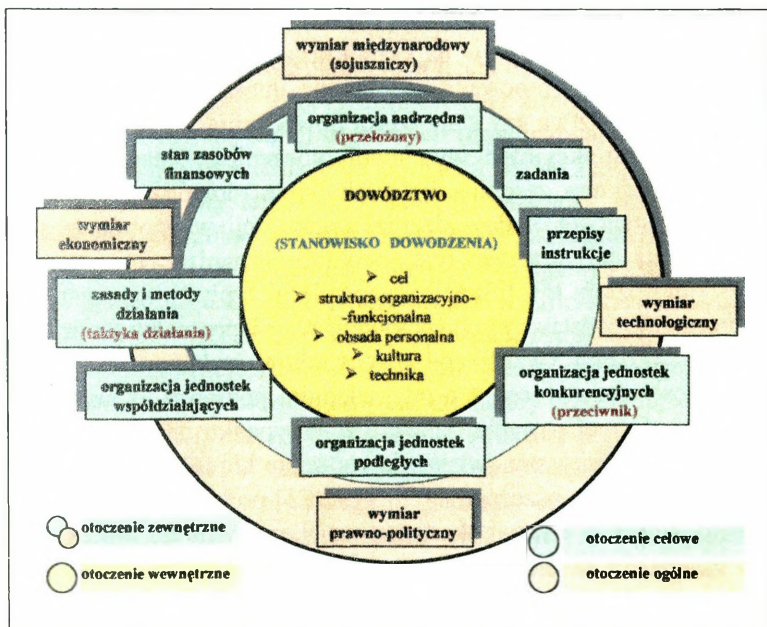 wymiar międzynarodowy
(sojuszniczy)
organizacja nadrzędna
(przełożony)
stan zasobów
finansowych
zadania
DOWÓDZTWO
(STANOWISKO DOWODZENIA)
➢ cel
➢ struktura organizacyjno-
-funkcjonalna
➢ obsada personalna
➢ kultura
➢ technika
wymiar
ekonomiczny
przepisy
instrukcje
zasady i metody
działania
(taktyka działania)
wymiar
technologiczny
organizacja jednostek
współdziałających
organizacja jednostek
konkurencyjnych
(przeciwnik)
organizacja jednostek
podległych
wymiar
prawno-polityczny
otoczenie zewnętrzne
otoczenie wewnętrzne
otoczenie celowe
otoczenie ogólne